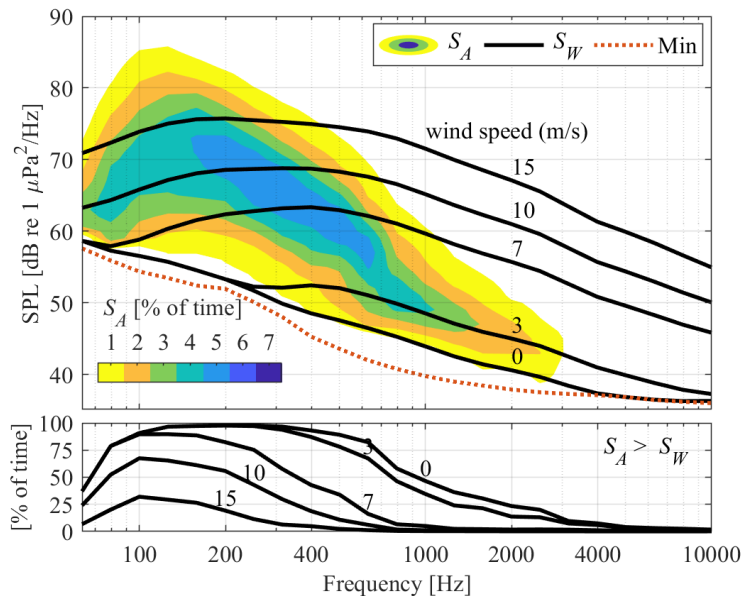 90
80
70
60
50
40
SPL [dB re 1 μPa²/Hz]
S_A S_W Min
wind speed (m/s)
15
10
7
3
0
S_A [% of time]
1 2 3 4 5 6 7
100
75
50
25
0
[% of time]
S_A > S_W
0
3
7
10
15
100 200 400 1000 2000 4000 10000
Frequency [Hz]